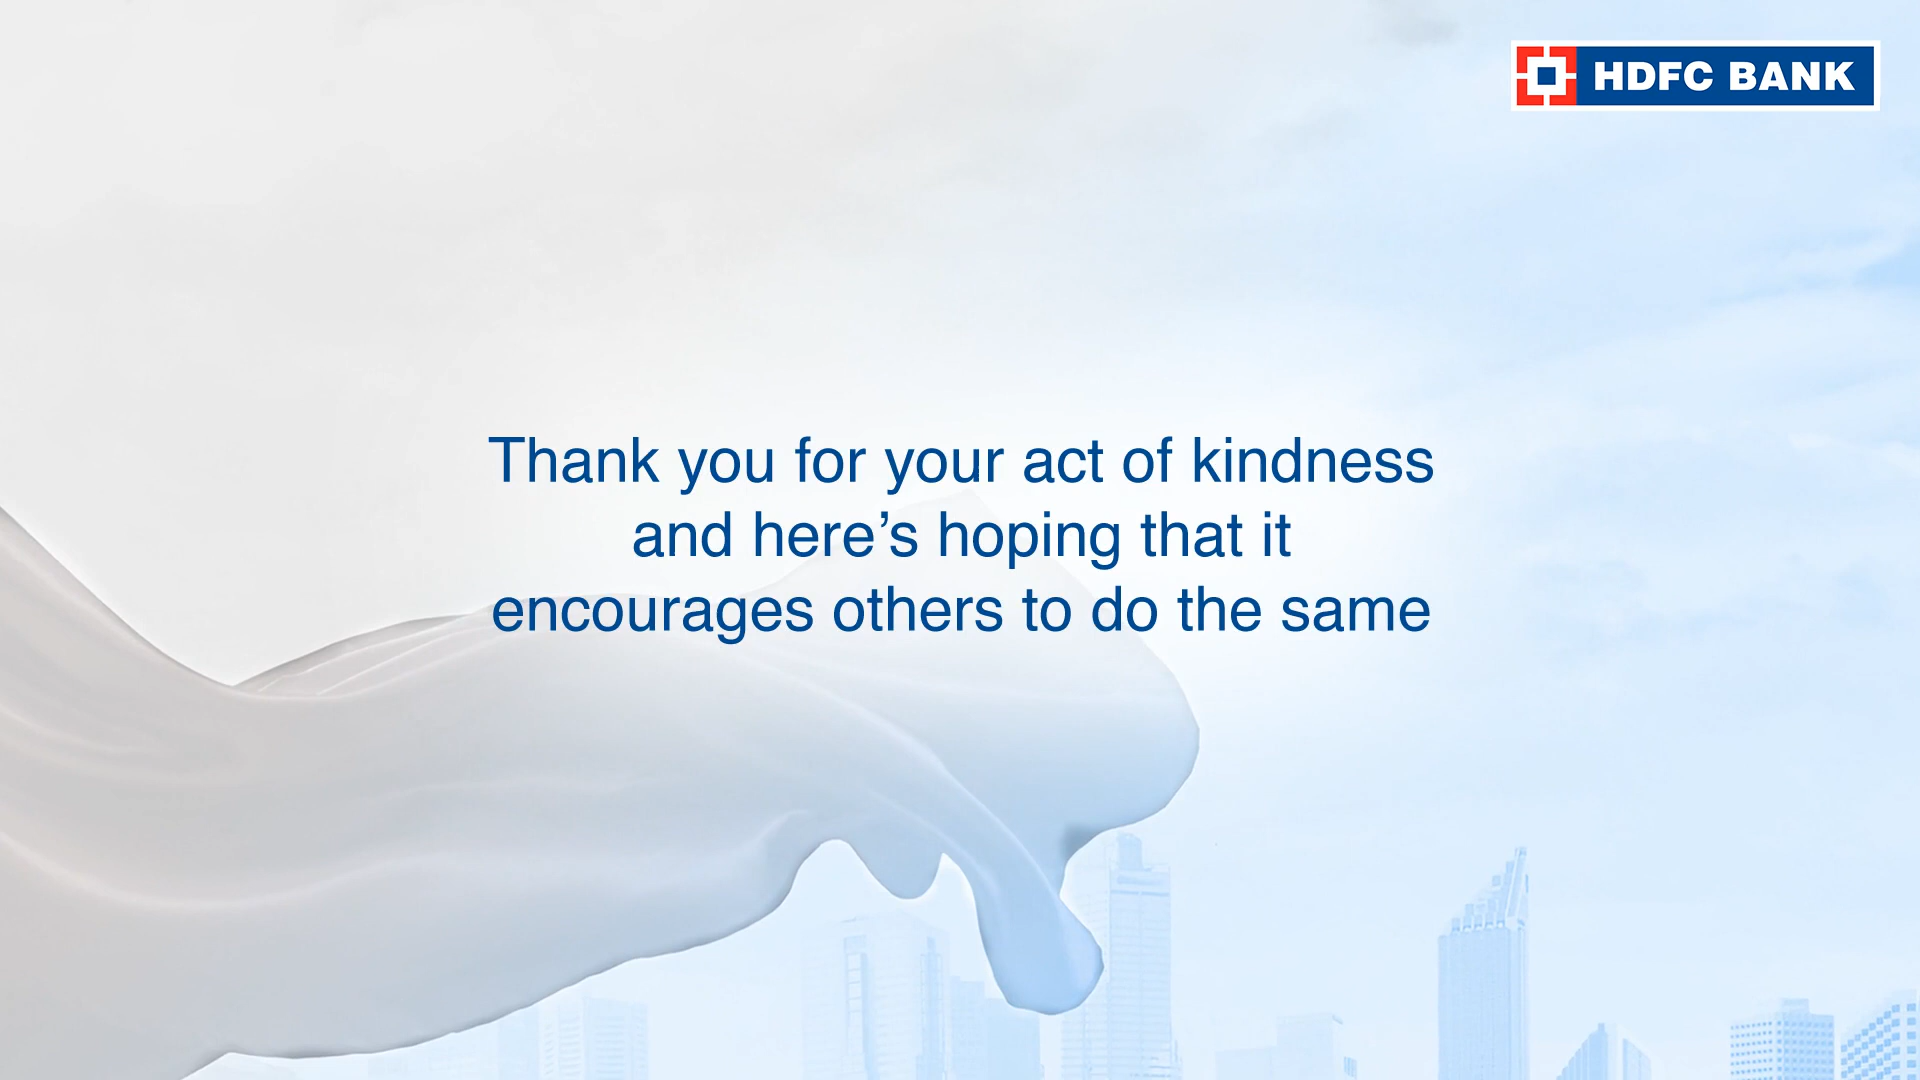 HDFC BANK
Thank you for your act of kindness
and here’s hoping that it
encourages others to do the same